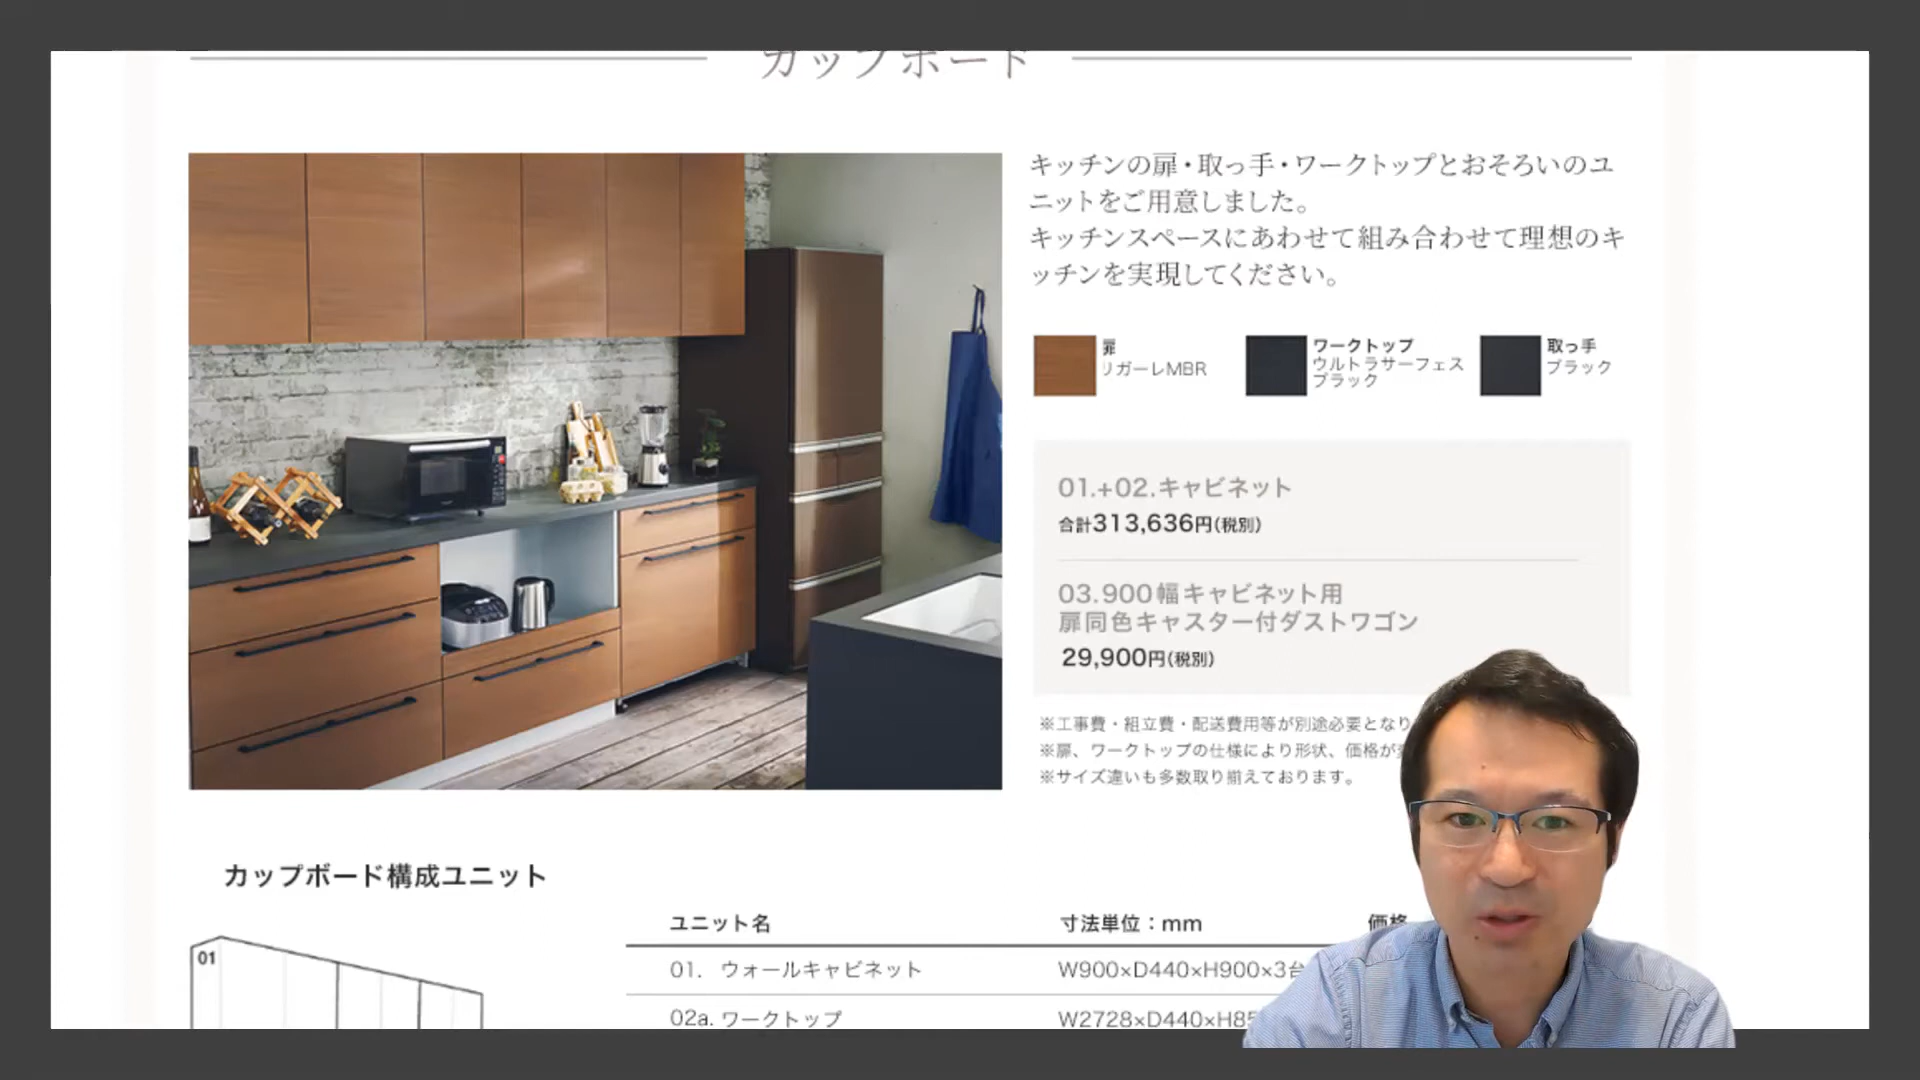 カップボード
キッチンの扉・取っ手・ワークトップとおそろいのユ
ニットをご用意しました。
キッチンスペースにあわせて組み合わせて理想のキ
ッチンを実現してください。
扉
リガーレMBR
ワークトップ
ウルトラサーフェス
ブラック
取っ手
ブラック
01.+02.キャビネット
合計313,636円(税別)
03.900幅キャビネット用
扉同色キャスター付ダストワゴン
29,900円(税別)
※工事費・組立費・配送費用等が別途必要となり
※扉、ワークトップの仕様により形状、価格が
※サイズ違いも多数取り揃えております。
カップボード構成ユニット
ユニット名 寸法単位：mm 価格
01
01. ウォールキャビネット W900×D440×H900×3台
02a. ワークトップ W2728×D440×H85